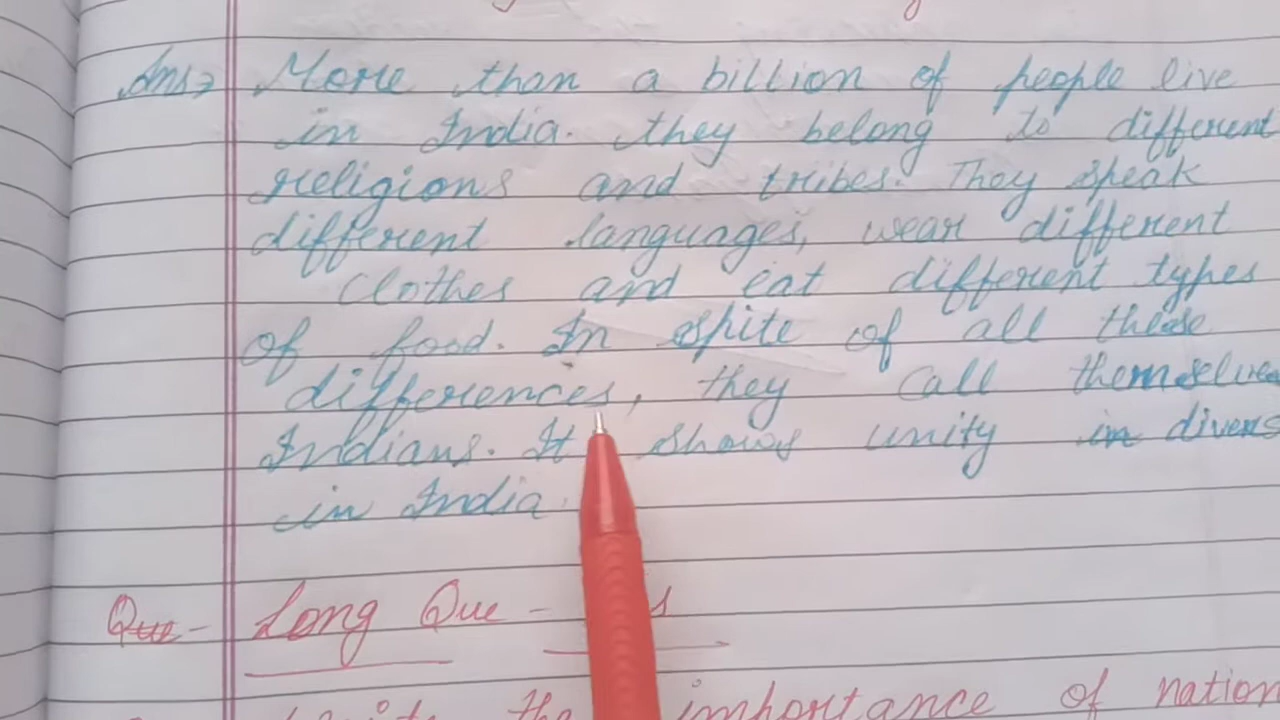 Ans→ More than a billion of people live
in India. they belong to different
religions and tribes. They speak
different languages, wear different
clothes and eat different types
of food. In spite of all these
differences, they call themselves
Indians. It shows unity in divers
in India.
Que- Long Que -
the importance of nation